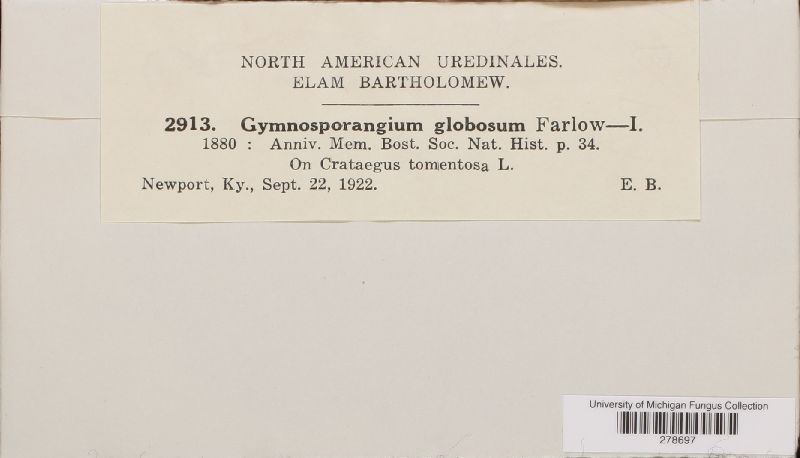 NORTH AMERICAN UREDINALES.
ELAM BARTHOLOMEW.
2913. Gymnosporangium globosum Farlow—I.
1880 : Anniv. Mem. Bost. Soc. Nat. Hist. p. 34.
On Crataegus tomentosa L.
Newport, Ky., Sept. 22, 1922. E. B.
University of Michigan Fungus Collection
278697